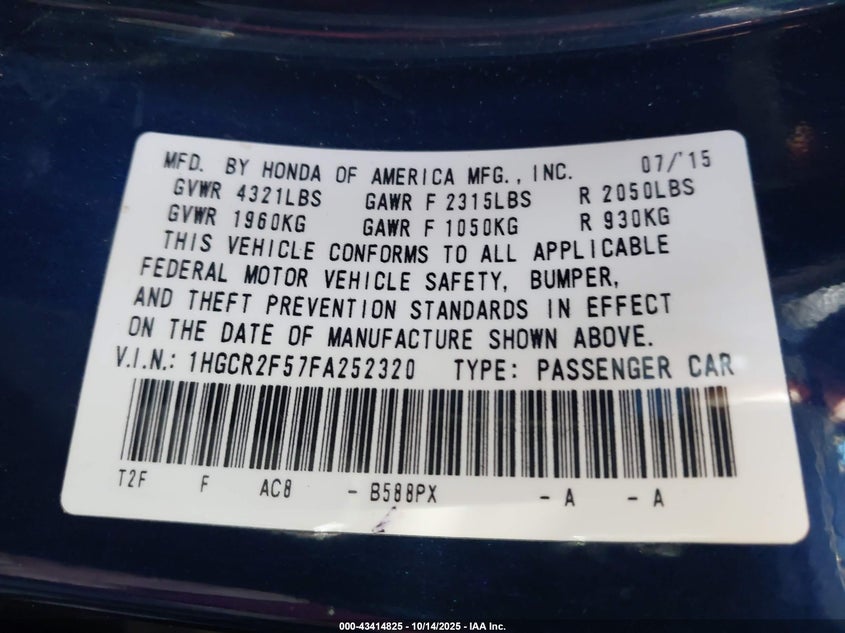 MFD. BY HONDA OF AMERICA MFG., INC. 07/'15
GVWR 4321LBS GAWR F 2315LBS R 2050LBS
GVWR 1960KG GAWR F 1050KG R 930KG
THIS VEHICLE CONFORMS TO ALL APPLICABLE
FEDERAL MOTOR VEHICLE SAFETY, BUMPER,
AND THEFT PREVENTION STANDARDS IN EFFECT
ON THE DATE OF MANUFACTURE SHOWN ABOVE.
V.I.N.: 1HGCR2F57FA252320 TYPE: PASSENGER CAR
T2F F AC8 - B588PX - A - A
000-43414825 - 10/14/2025 - IAA Inc.